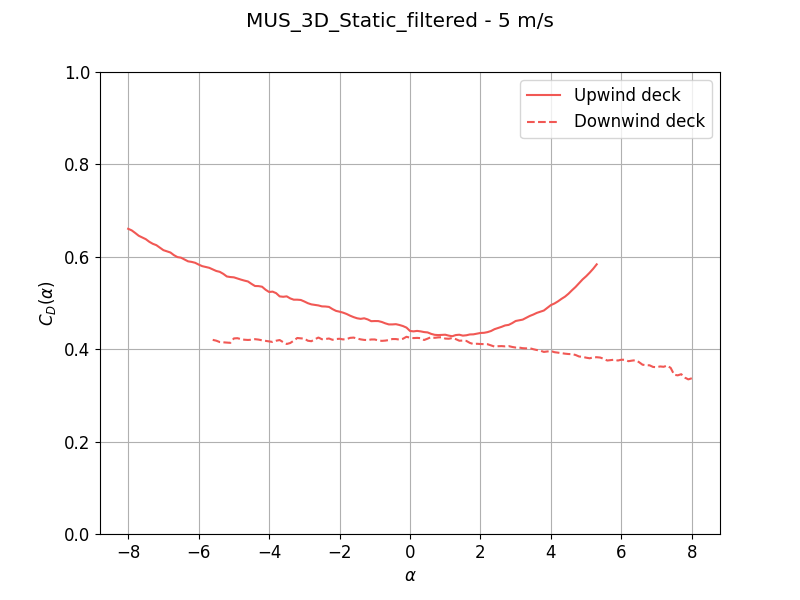 MUS_3D_Static_filtered - 5 m/s
1.0
0.8
0.6
0.4
0.2
0.0
C_D(α)
Upwind deck
Downwind deck
−8 −6 −4 −2 0 2 4 6 8
α